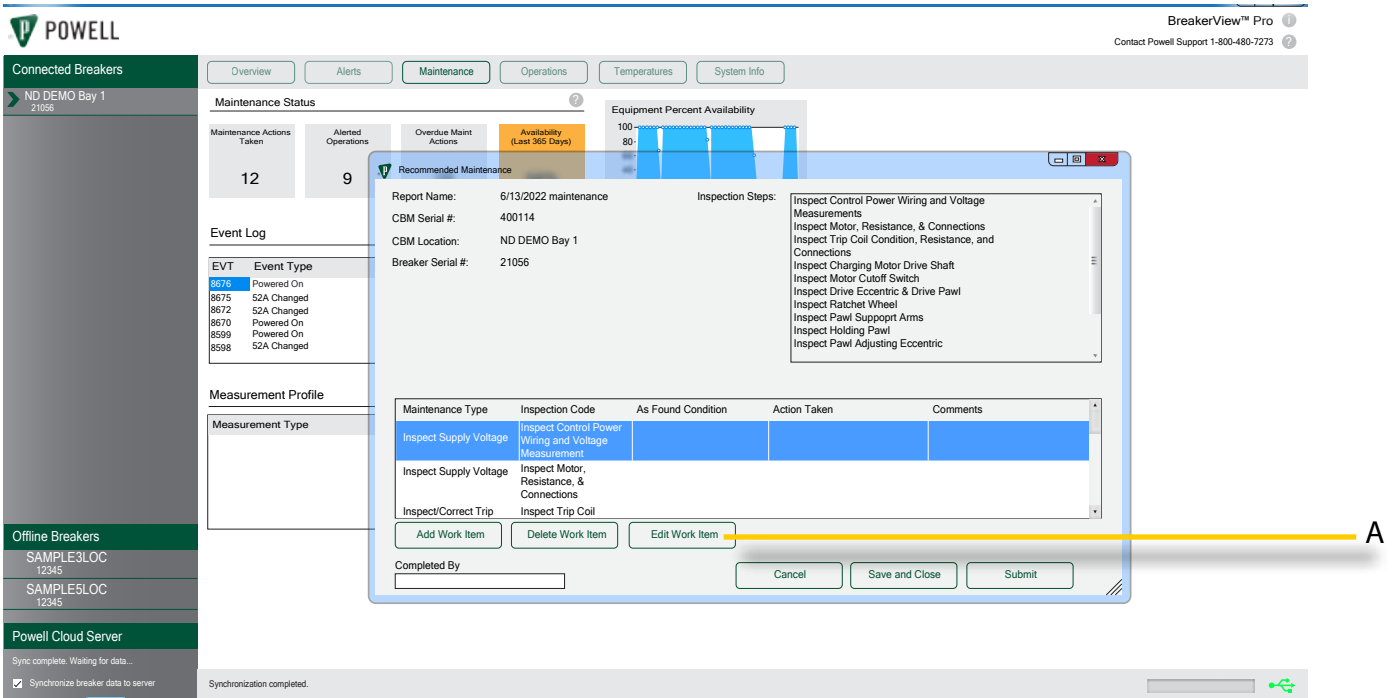 POWELL
BreakerView™ Pro
Contact Powell Support 1-800-480-7273
Connected Breakers
ND DEMO Bay 1
21056
Overview
Alerts
Maintenance
Operations
Temperatures
System Info
Maintenance Status
Maintenance Actions
Taken
12
Alerted
Operations
9
Overdue Maint
Actions
Availability
(Last 365 Days)
Equipment Percent Availability
100
80
Event Log
EVT Event Type
8676 Powered On
8675 52A Changed
8672 52A Changed
8670 Powered On
8599 Powered On
8598 52A Changed
Measurement Profile
Measurement Type
Recommended Maintenance
Report Name: 6/13/2022 maintenance
CBM Serial #: 400114
CBM Location: ND DEMO Bay 1
Breaker Serial #: 21056
Inspection Steps:
Inspect Control Power Wiring and Voltage
Measurements
Inspect Motor, Resistance, & Connections
Inspect Trip Coil Condition, Resistance, and
Connections
Inspect Charging Motor Drive Shaft
Inspect Motor Cutoff Switch
Inspect Drive Eccentric & Drive Pawl
Inspect Ratchet Wheel
Inspect Pawl Suppoprt Arms
Inspect Holding Pawl
Inspect Pawl Adjusting Eccentric
Maintenance Type Inspection Code As Found Condition Action Taken Comments
Inspect Supply Voltage
Inspect Control Power
Wiring and Voltage
Measurement
Inspect Supply Voltage
Inspect Motor,
Resistance, &
Connections
Inspect/Correct Trip Inspect Trip Coil
Add Work Item
Delete Work Item
Edit Work Item
A
Completed By
Cancel
Save and Close
Submit
Offline Breakers
SAMPLE3LOC
12345
SAMPLE5LOC
12345
Powell Cloud Server
Sync complete. Waiting for data...
Synchronize breaker data to server
Synchronization completed.